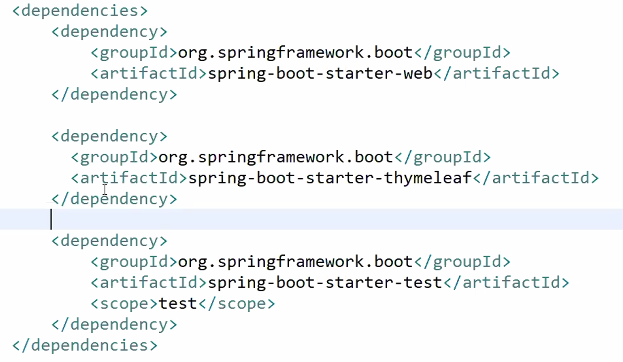 <dependencies>
    <dependency>
        <groupId>org.springframework.boot</groupId>
        <artifactId>spring-boot-starter-web</artifactId>
    </dependency>

    <dependency>
      <groupId>org.springframework.boot</groupId>
      <artifactId>spring-boot-starter-thymeleaf</artifactId>
    </dependency>

    <dependency>
        <groupId>org.springframework.boot</groupId>
        <artifactId>spring-boot-starter-test</artifactId>
        <scope>test</scope>
    </dependency>
</dependencies>